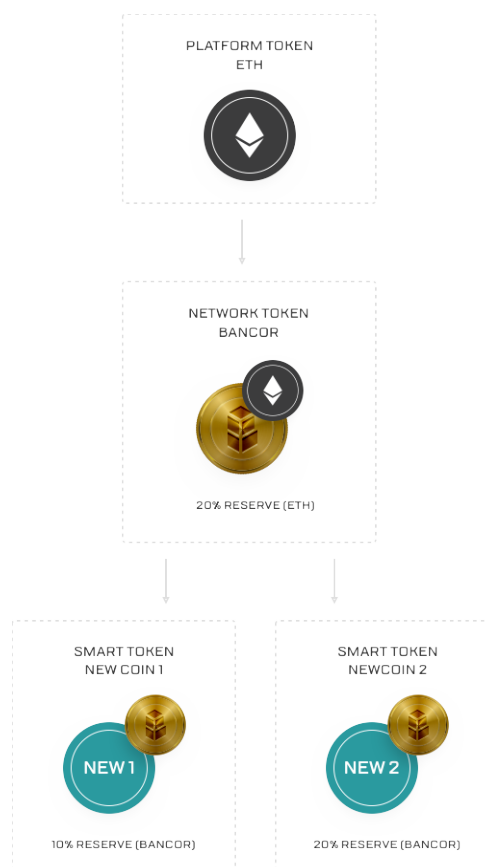 PLATFORM TOKEN
ETH
NETWORK TOKEN
BANCOR
20% RESERVE (ETH)
SMART TOKEN
NEW COIN 1
NEW 1
10% RESERVE (BANCOR)
SMART TOKEN
NEWCOIN 2
NEW 2
20% RESERVE (BANCOR)